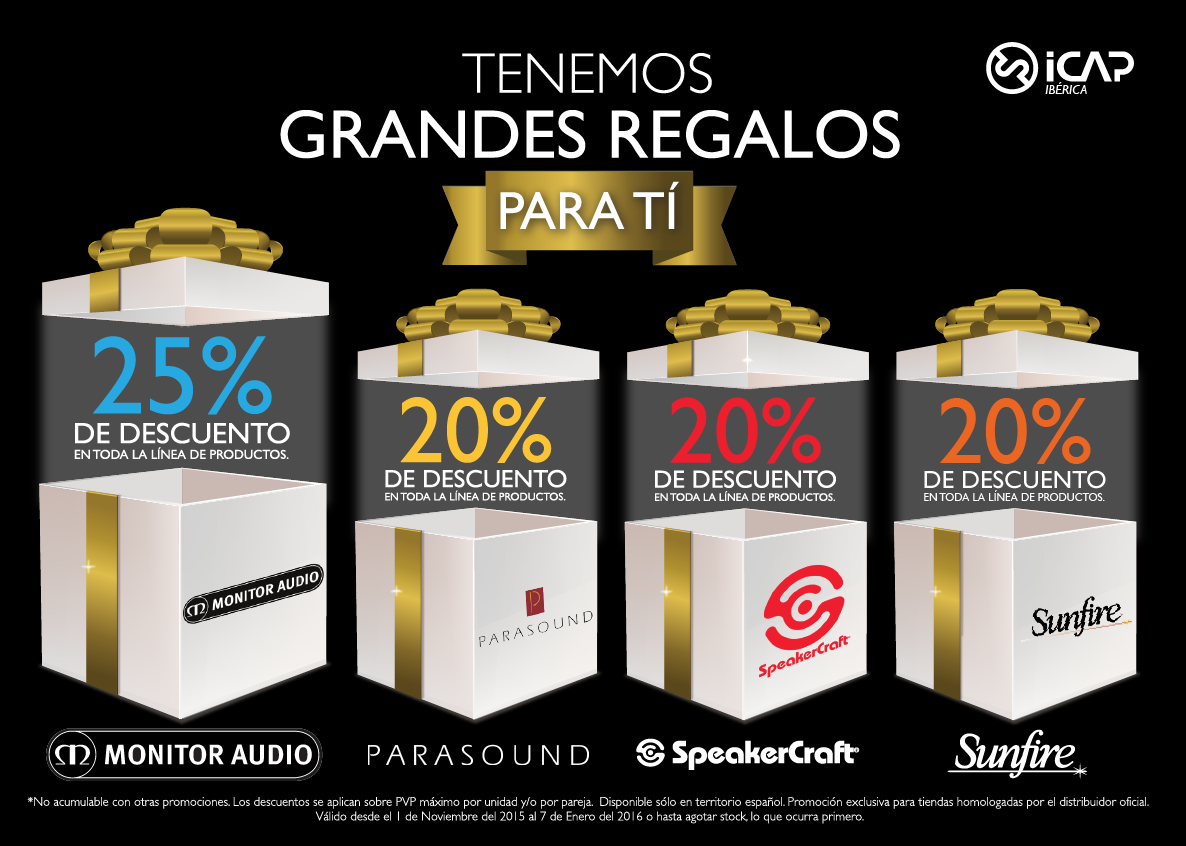 TENEMOS
GRANDES REGALOS
PARA TÍ
iCAP
IBÉRICA
25%
DE DESCUENTO
EN TODA LA LÍNEA DE PRODUCTOS.
MONITOR AUDIO
20%
DE DESCUENTO
EN TODA LA LÍNEA DE PRODUCTOS.
P
PARASOUND
20%
DE DESCUENTO
EN TODA LA LÍNEA DE PRODUCTOS.
SpeakerCraft
20%
DE DESCUENTO
EN TODA LA LÍNEA DE PRODUCTOS.
Sunfire
MONITOR AUDIO
PARASOUND
SpeakerCraft®
Sunfire
*No acumulable con otras promociones. Los descuentos se aplican sobre PVP máximo por unidad y/o por pareja. Disponible sólo en territorio español. Promoción exclusiva para tiendas homologadas por el distribuidor oficial.
Válido desde el 1 de Noviembre del 2015 al 7 de Enero del 2016 o hasta agotar stock, lo que ocurra primero.